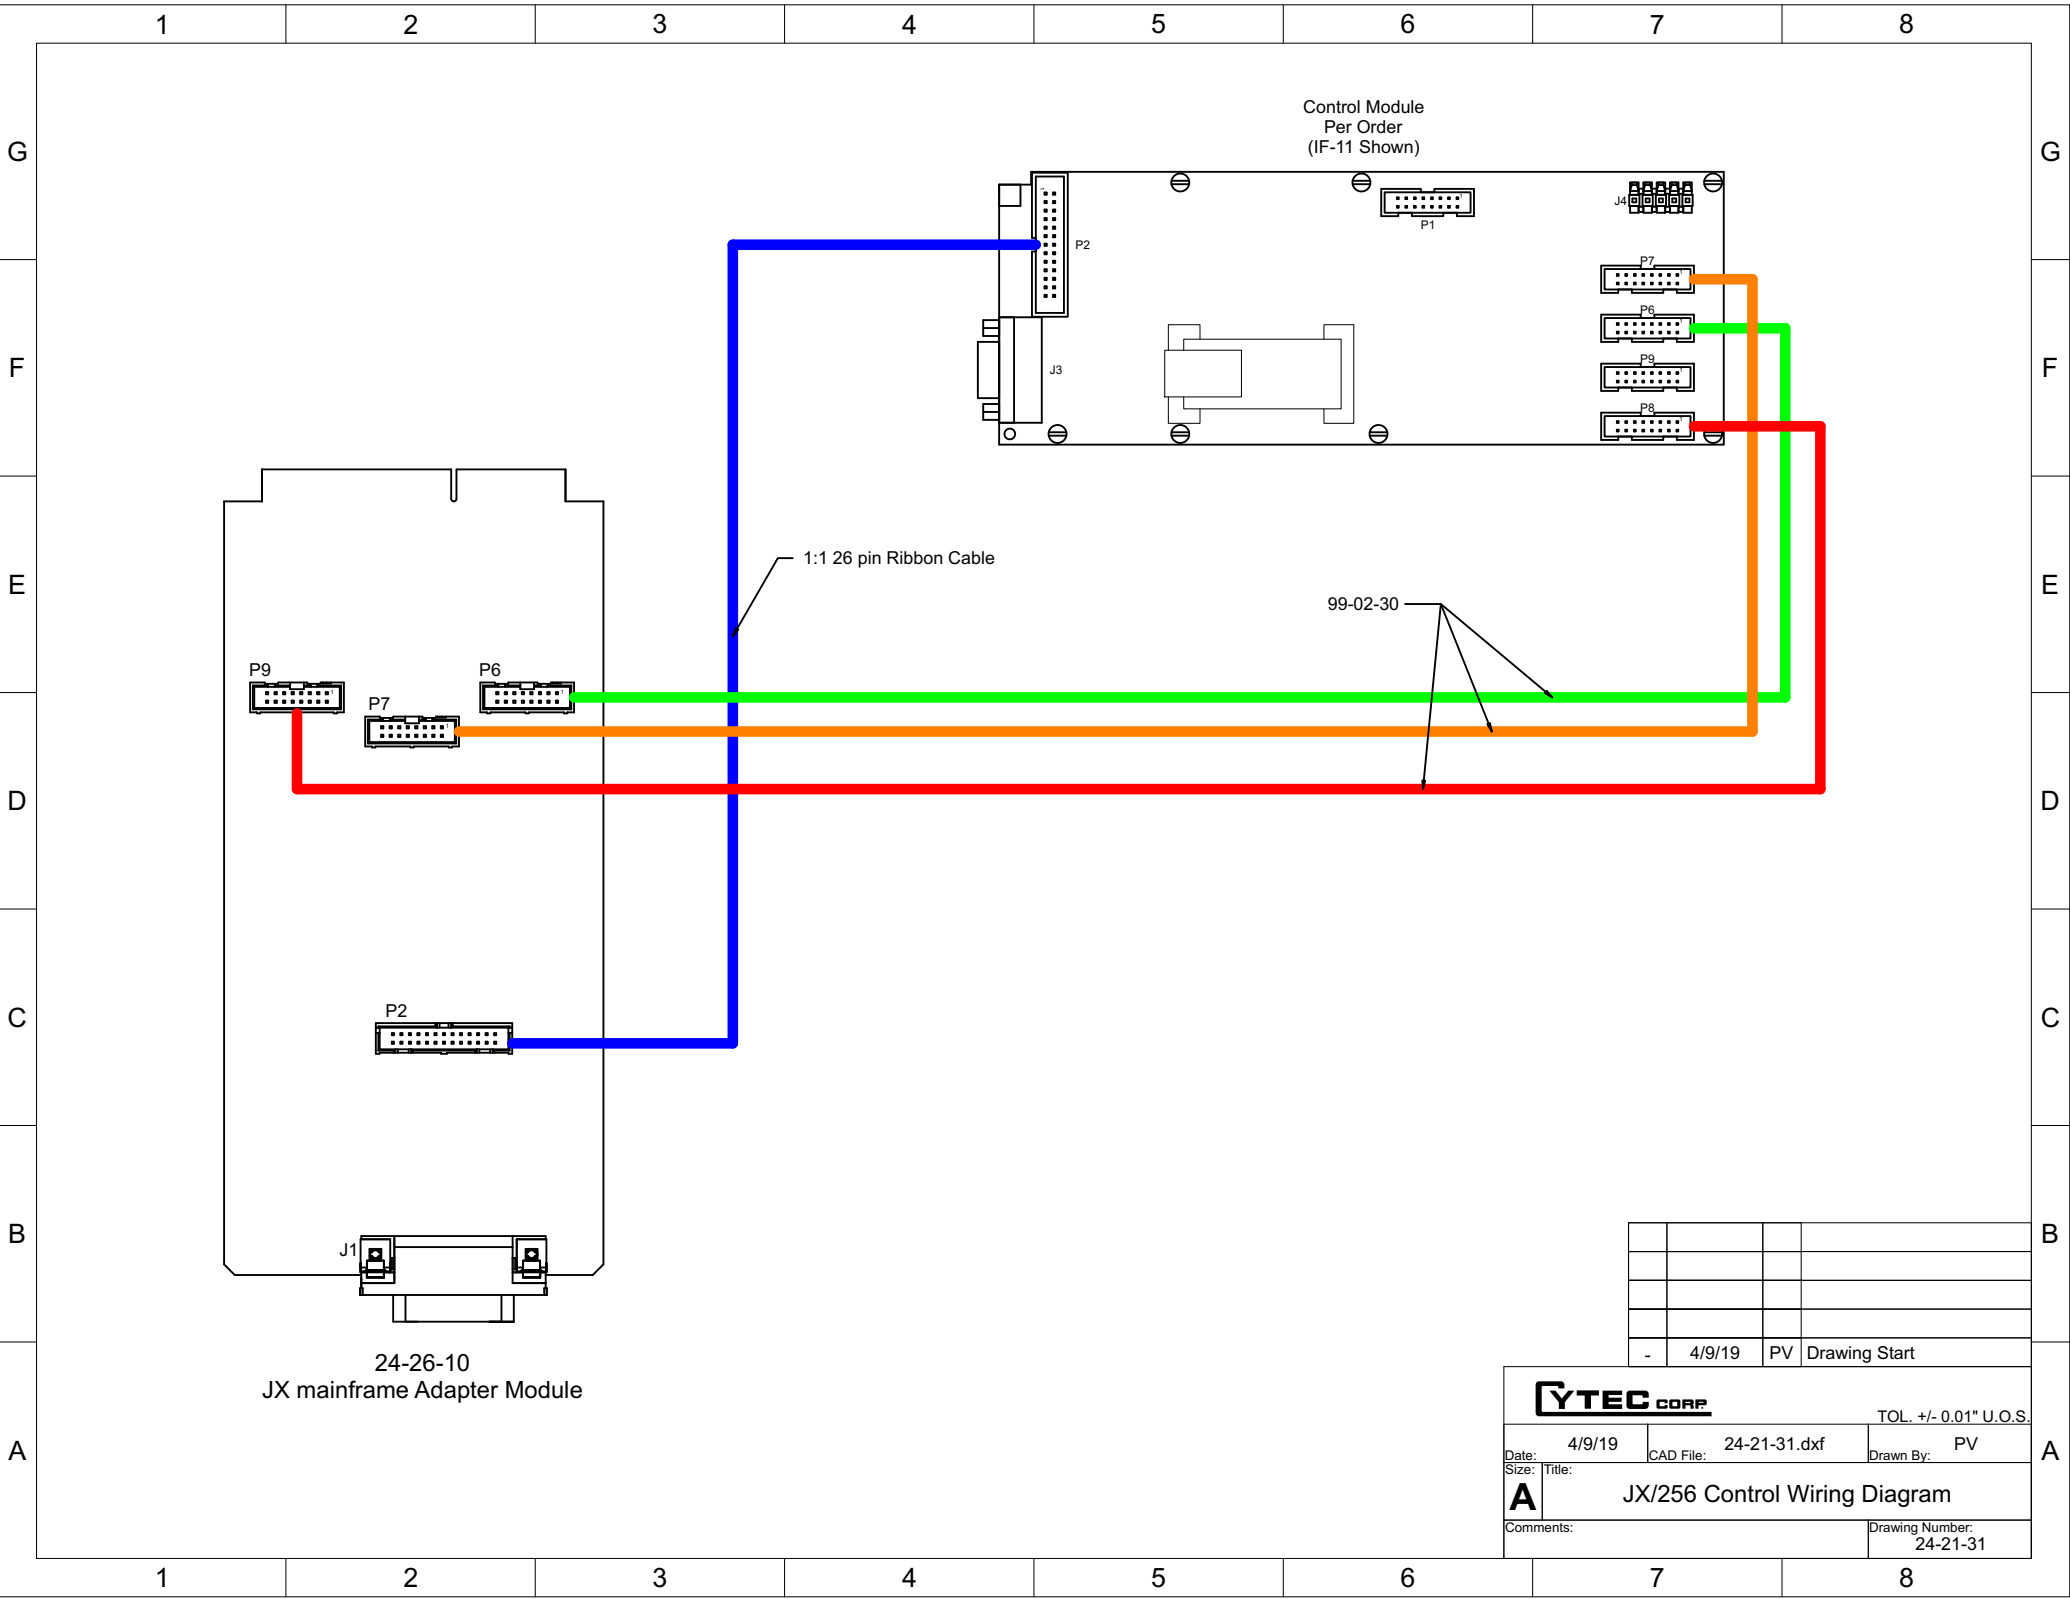 1 2 3 4 5 6 7 8
G G
Control Module
Per Order
(IF-11 Shown)
J4
P1
P2
P7
P6
P9
P8
J3
F F
E E
1:1 26 pin Ribbon Cable
99-02-30
P9
P6
P7
D D
C C
P2
B B
J1
24-26-10
JX mainframe Adapter Module
- 4/9/19 PV Drawing Start
CYTEC CORP.
TOL. +/- 0.01" U.O.S.
Date: 4/9/19 CAD File: 24-21-31.dxf Drawn By: PV
A A
Size: Title:
A JX/256 Control Wiring Diagram
Comments: Drawing Number:
24-21-31
1 2 3 4 5 6 7 8